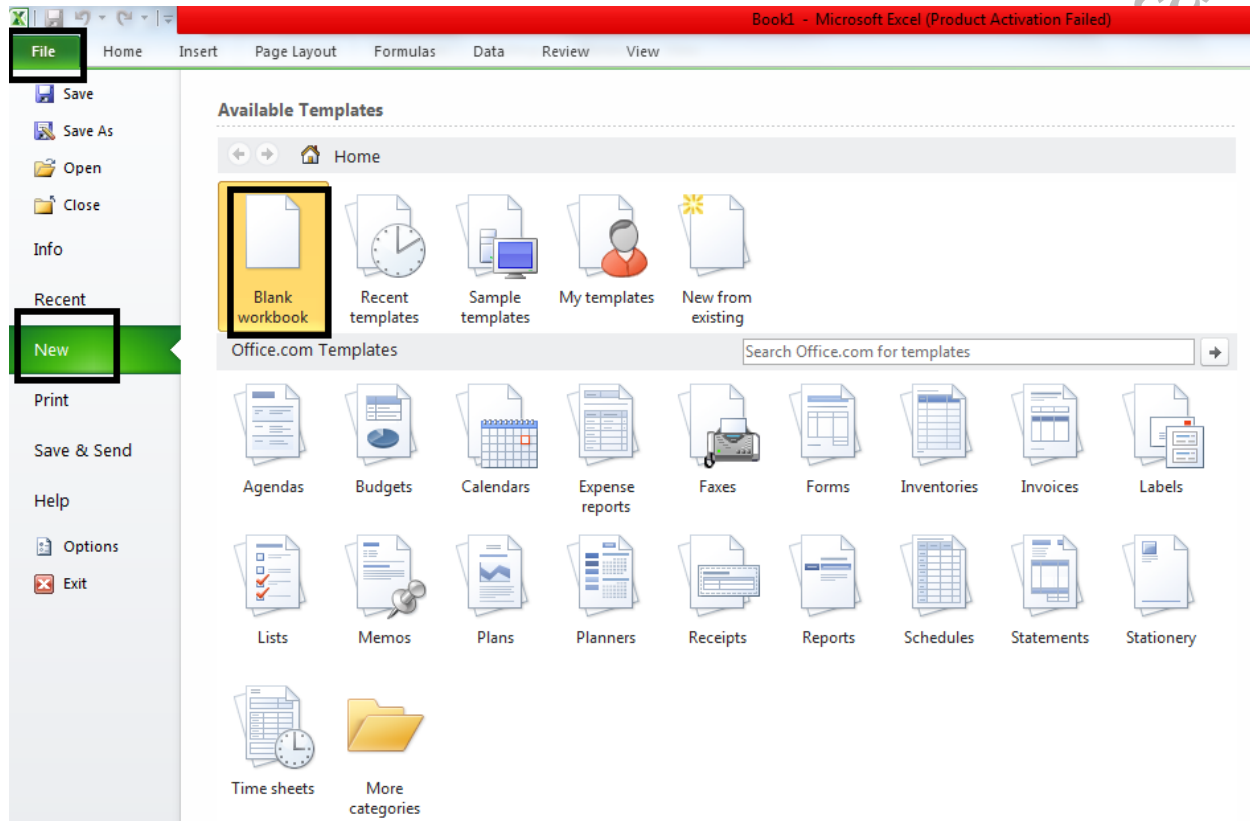 Book1 - Microsoft Excel (Product Activation Failed)
File Home Insert Page Layout Formulas Data Review View
Save
Save As
Open
Close
Info
Recent
New
Print
Save & Send
Help
Options
Exit
Available Templates
Home
Blank workbook
Recent templates
Sample templates
My templates
New from existing
Office.com Templates
Search Office.com for templates
Agendas
Budgets
Calendars
Expense reports
Faxes
Forms
Inventories
Invoices
Labels
Lists
Memos
Plans
Planners
Receipts
Reports
Schedules
Statements
Stationery
Time sheets
More categories